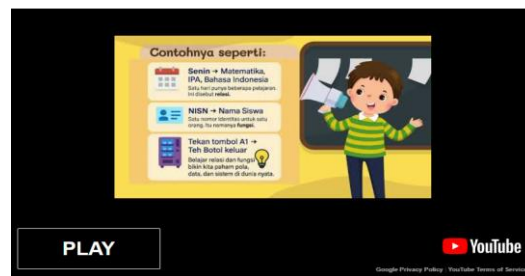 Contohnya seperti:
Senin → Matematika,
IPA, Bahasa Indonesia
Satu hari punya beberapa pelajaran.
Ini disebut relasi.
NISN → Nama Siswa
Satu nomor identitas untuk satu
orang. Itu namanya fungsi.
Tekan tombol A1 →
Teh Botol keluar
Belajar relasi dan fungsi
bikin kita paham pola,
data, dan sistem di dunia nyata.
PLAY
YouTube
Google Privacy Policy YouTube Terms of Service